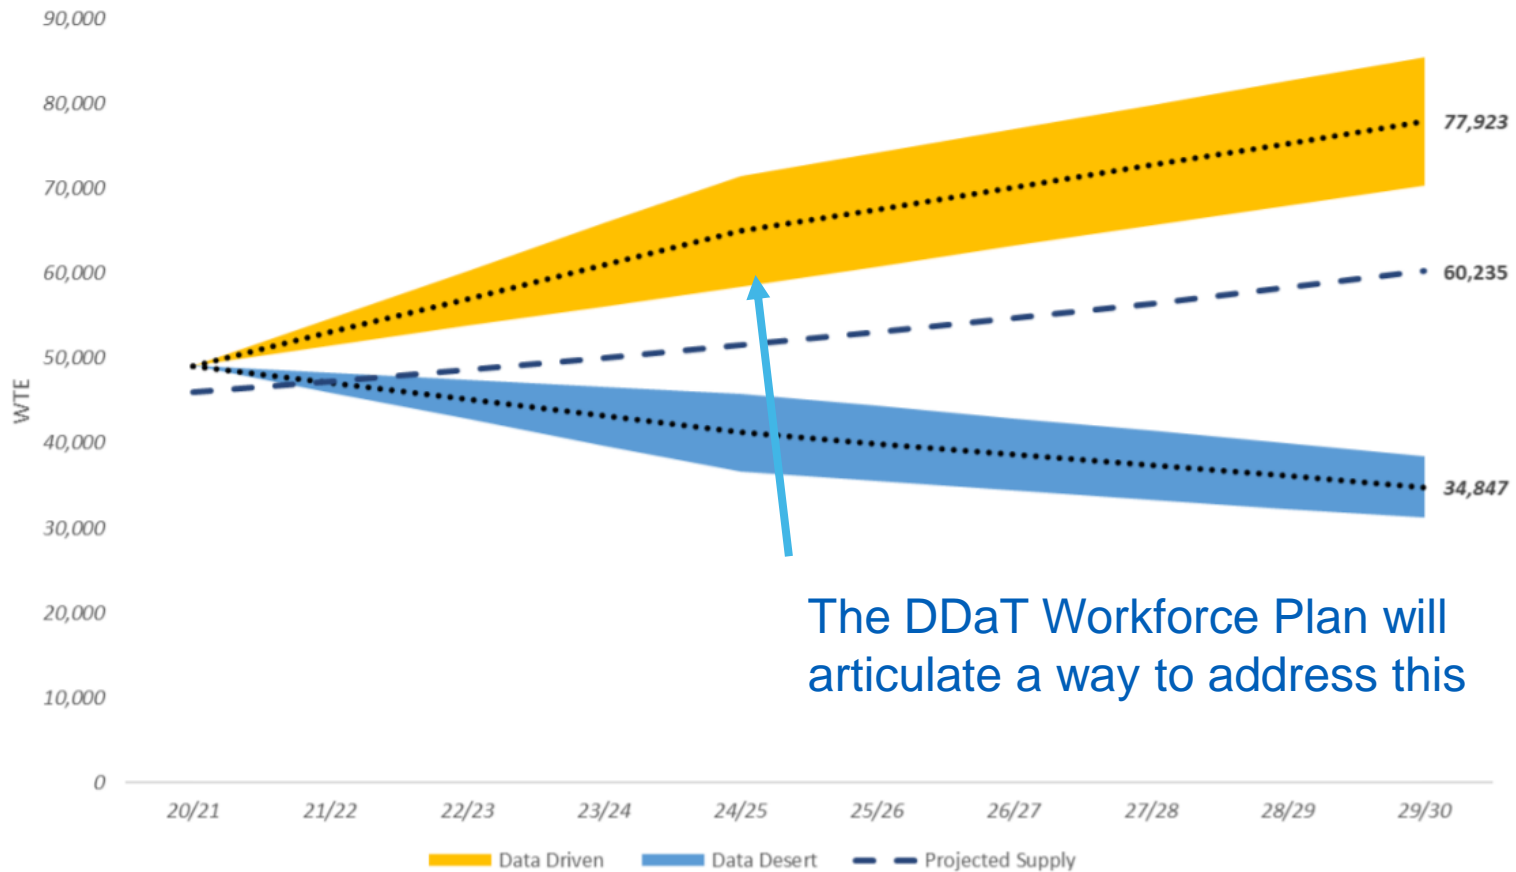 90,000
80,000
70,000
60,000
50,000
40,000
30,000
20,000
10,000
0
WTE
77,923
60,235
34,847
The DDaT Workforce Plan will
articulate a way to address this
20/21 21/22 22/23 23/24 24/25 25/26 26/27 27/28 28/29 29/30
Data Driven Data Desert Projected Supply